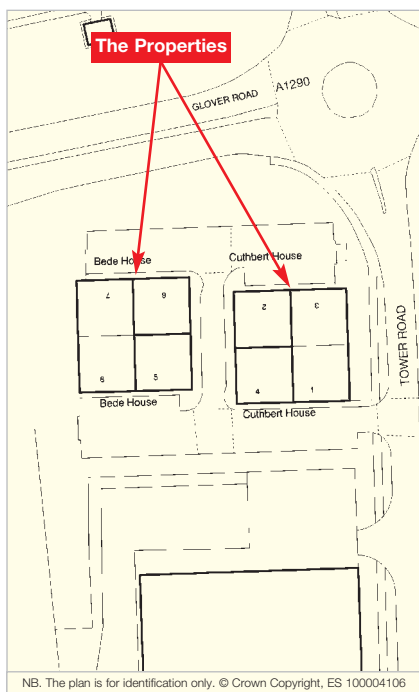 The Properties
GLOVER ROAD A1290
Bede House
Cuthbert House
7
6
2
3
TOWER ROAD
8
5
4
1
Bede House
Cuthbert House
NB. The plan is for identification only. © Crown Copyright, ES 100004106